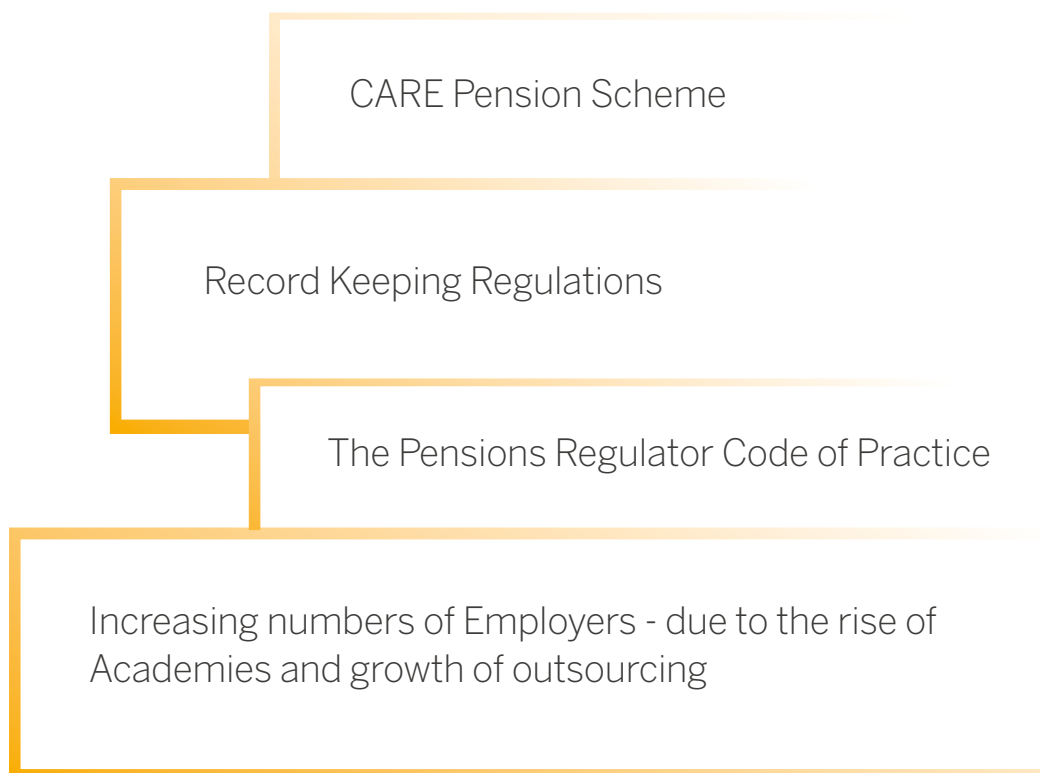 CARE Pension Scheme
Record Keeping Regulations
The Pensions Regulator Code of Practice
Increasing numbers of Employers - due to the rise of
Academies and growth of outsourcing